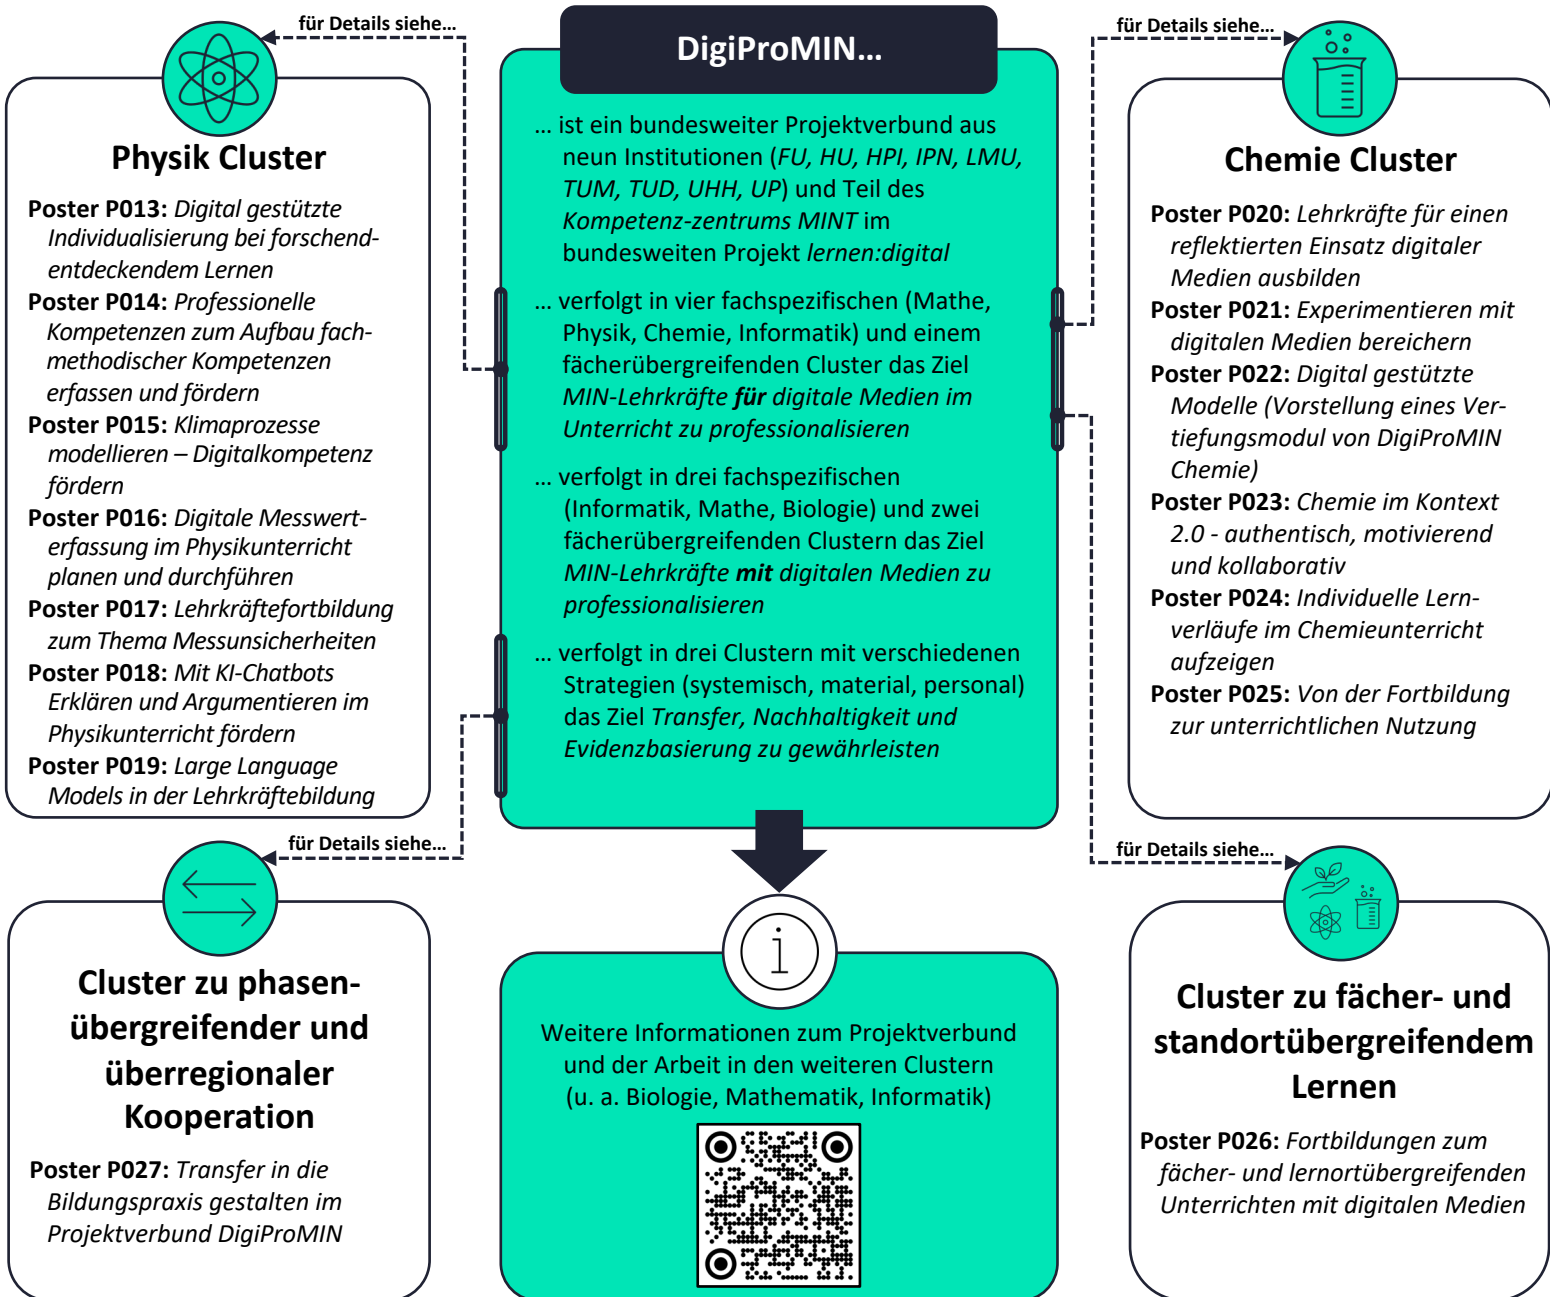 für Details siehe…
Physik Cluster
Poster P013: Digital gestützte
Individualisierung bei forschend-
entdeckendem Lernen
Poster P014: Professionelle
Kompetenzen zum Aufbau fach-
methodischer Kompetenzen
erfassen und fördern
Poster P015: Klimaprozesse
modellieren – Digitalkompetenz
fördern
Poster P016: Digitale Messwert-
erfassung im Physikunterricht
planen und durchführen
Poster P017: Lehrkräftefortbildung
zum Thema Messunsicherheiten
Poster P018: Mit KI-Chatbots
Erklären und Argumentieren im
Physikunterricht fördern
Poster P019: Large Language
Models in der Lehrkräftebildung
DigiProMIN…
… ist ein bundesweiter Projektverbund aus
neun Institutionen (FU, HU, HPI, IPN, LMU,
TUM, TUD, UHH, UP) und Teil des
Kompetenz-zentrums MINT im
bundesweiten Projekt lernen:digital
… verfolgt in vier fachspezifischen (Mathe,
Physik, Chemie, Informatik) und einem
fächerübergreifenden Cluster das Ziel
MIN-Lehrkräfte für digitale Medien im
Unterricht zu professionalisieren
… verfolgt in drei fachspezifischen
(Informatik, Mathe, Biologie) und zwei
fächerübergreifenden Clustern das Ziel
MIN-Lehrkräfte mit digitalen Medien zu
professionalisieren
… verfolgt in drei Clustern mit verschiedenen
Strategien (systemisch, material, personal)
das Ziel Transfer, Nachhaltigkeit und
Evidenzbasierung zu gewährleisten
für Details siehe…
Chemie Cluster
Poster P020: Lehrkräfte für einen
reflektierten Einsatz digitaler
Medien ausbilden
Poster P021: Experimentieren mit
digitalen Medien bereichern
Poster P022: Digital gestützte
Modelle (Vorstellung eines Ver-
tiefungsmodul von DigiProMIN
Chemie)
Poster P023: Chemie im Kontext
2.0 - authentisch, motivierend
und kollaborativ
Poster P024: Individuelle Lern-
verläufe im Chemieunterricht
aufzeigen
Poster P025: Von der Fortbildung
zur unterrichtlichen Nutzung
für Details siehe…
Cluster zu phasen-
übergreifender und
überregionaler
Kooperation
Poster P027: Transfer in die
Bildungspraxis gestalten im
Projektverbund DigiProMIN
i
Weitere Informationen zum Projektverbund
und der Arbeit in den weiteren Clustern
(u. a. Biologie, Mathematik, Informatik)
für Details siehe…
Cluster zu fächer- und
standortübergreifendem
Lernen
Poster P026: Fortbildungen zum
fächer- und lernortübergreifenden
Unterrichten mit digitalen Medien